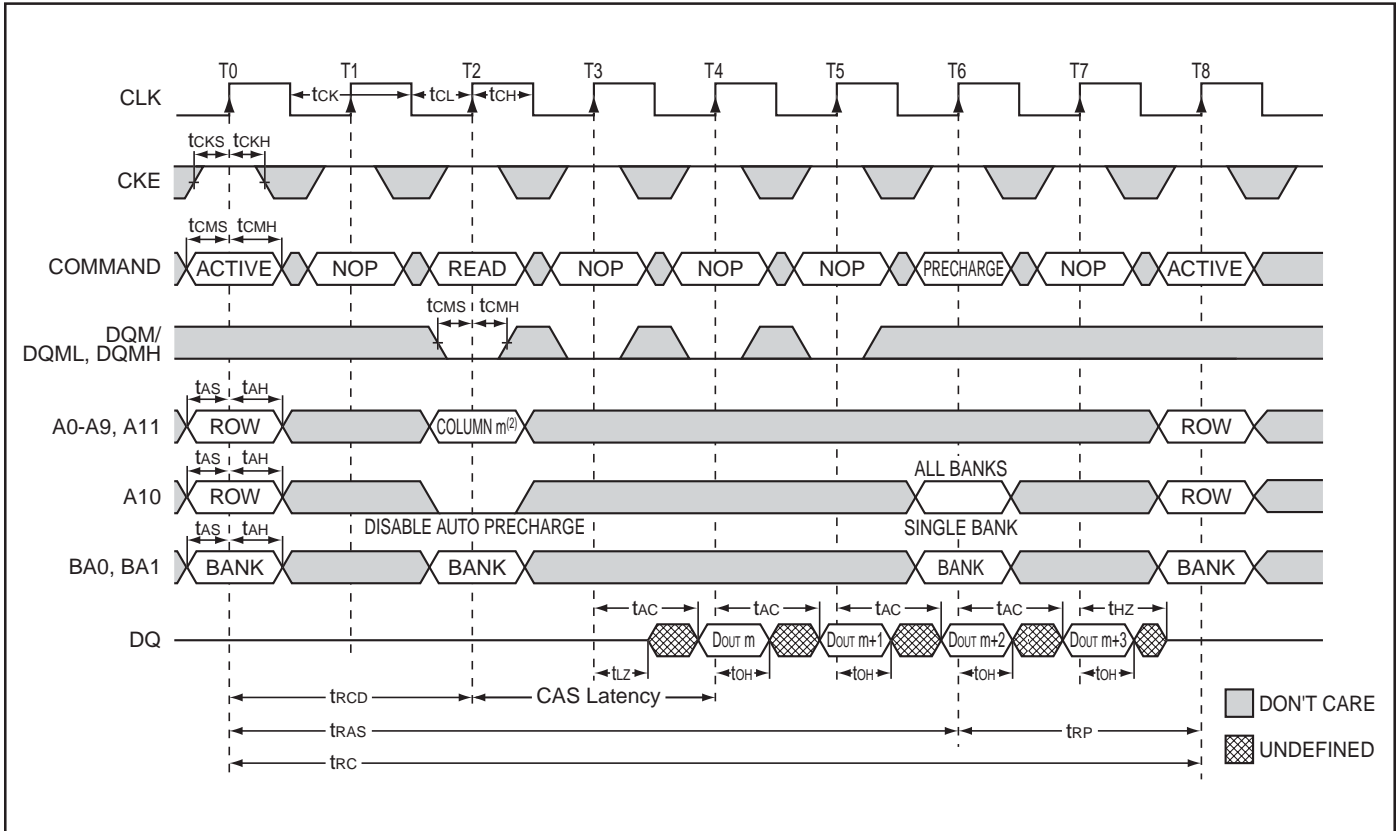 T0 T1 T2 T3 T4 T5 T6 T7 T8
CLK tCK tCL tCH
tCKS tCKH
CKE
tCMS tCMH
COMMAND ACTIVE NOP READ NOP NOP NOP PRECHARGE NOP ACTIVE
tCMS tCMH
DQM/
DQML, DQMH
tAS tAH
A0-A9, A11 ROW COLUMN m(2) ROW
tAS tAH ALL BANKS
A10 ROW ROW
DISABLE AUTO PRECHARGE SINGLE BANK
tAS tAH
BA0, BA1 BANK BANK BANK BANK
tAC tAC tAC tAC tHZ
DQ DOUT m DOUT m+1 DOUT m+2 DOUT m+3
tLZ tOH tOH tOH tOH
tRCD CAS Latency
DON'T CARE
tRAS tRP
UNDEFINED
tRC